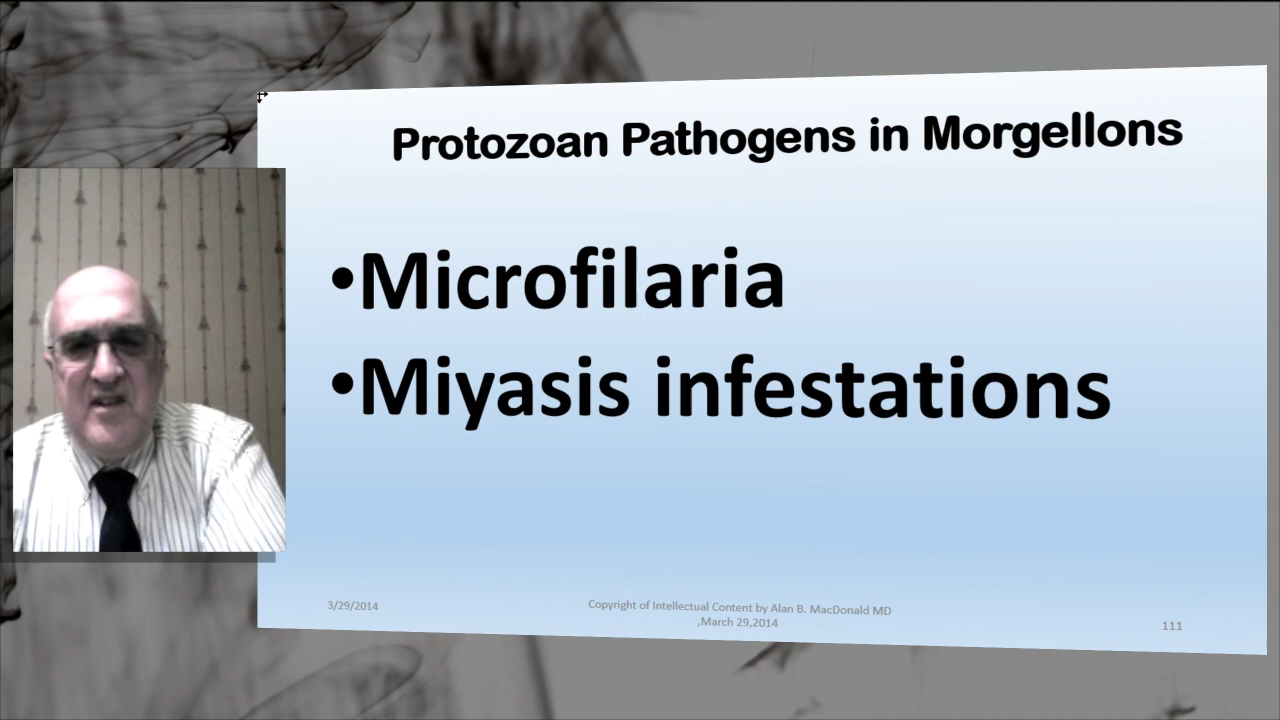 Protozoan Pathogens in Morgellons
•Microfilaria
•Miyasis infestations
3/29/2014
Copyright of Intellectual Content by Alan B. MacDonald MD
,March 29,2014
111